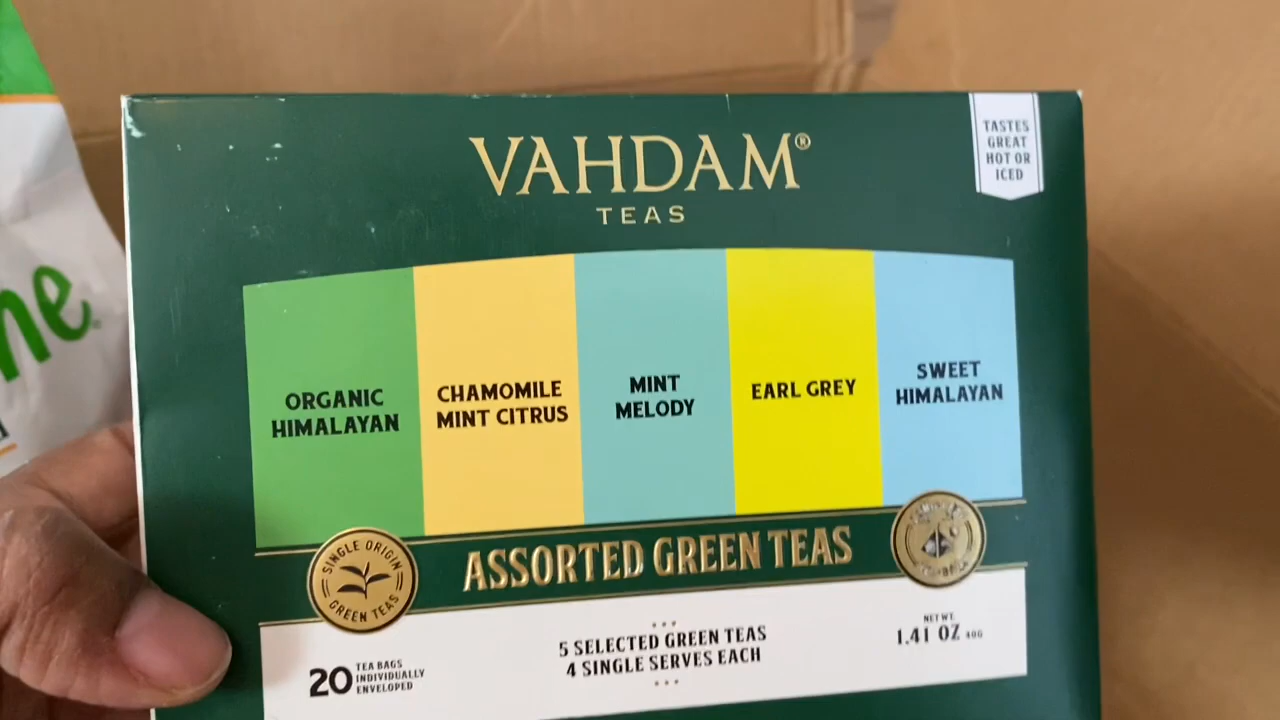 TASTES
GREAT
HOT OR
ICED
VAHDAM®
TEAS
ORGANIC
HIMALAYAN
CHAMOMILE
MINT CITRUS
MINT
MELODY
EARL GREY
SWEET
HIMALAYAN
SINGLE ORIGIN
GREEN TEAS
ASSORTED GREEN TEAS
20 TEA BAGS
INDIVIDUALLY
ENVELOPED
5 SELECTED GREEN TEAS
4 SINGLE SERVES EACH
NET WT.
1.41 OZ 40G